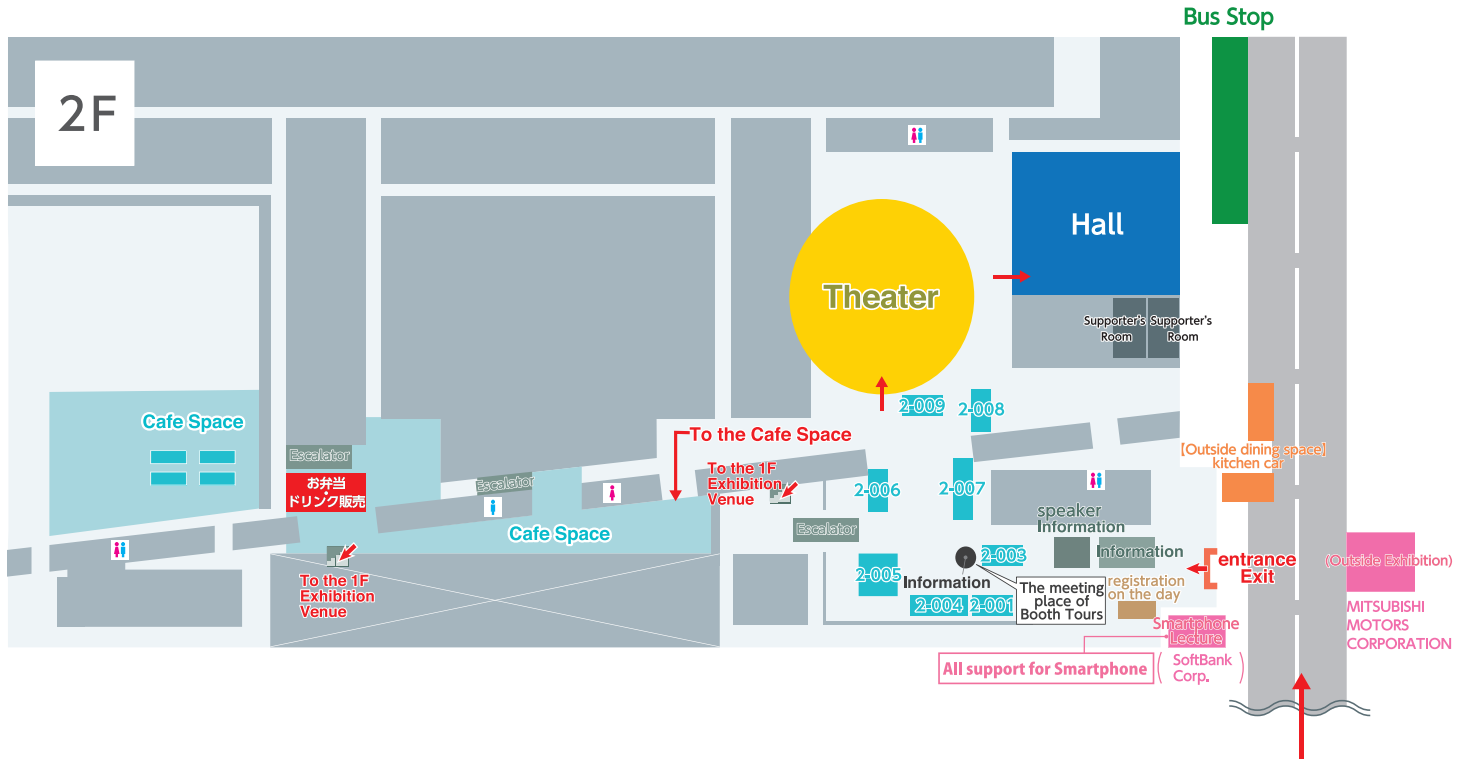 Bus Stop
2F
Hall
Theater
Supporter's
Room
Supporter's
Room
2-009
2-008
Cafe Space
To the Cafe Space
Escalator
お弁当
・
ドリンク販売
Escalator
To the 1F
Exhibition
Venue
2-006
2-007
【Outside dining space】
kitchen car
speaker
Information
Cafe Space
Escalator
Information
2-003
entrance
Exit
(Outside Exhibition)
To the 1F
Exhibition
Venue
2-005
Information
The meeting
place of
Booth Tours
registration
on the day
2-004
2-001
MITSUBISHI
MOTORS
CORPORATION
Smartphone
Lecture
All support for Smartphone
(SoftBank
Corp.)